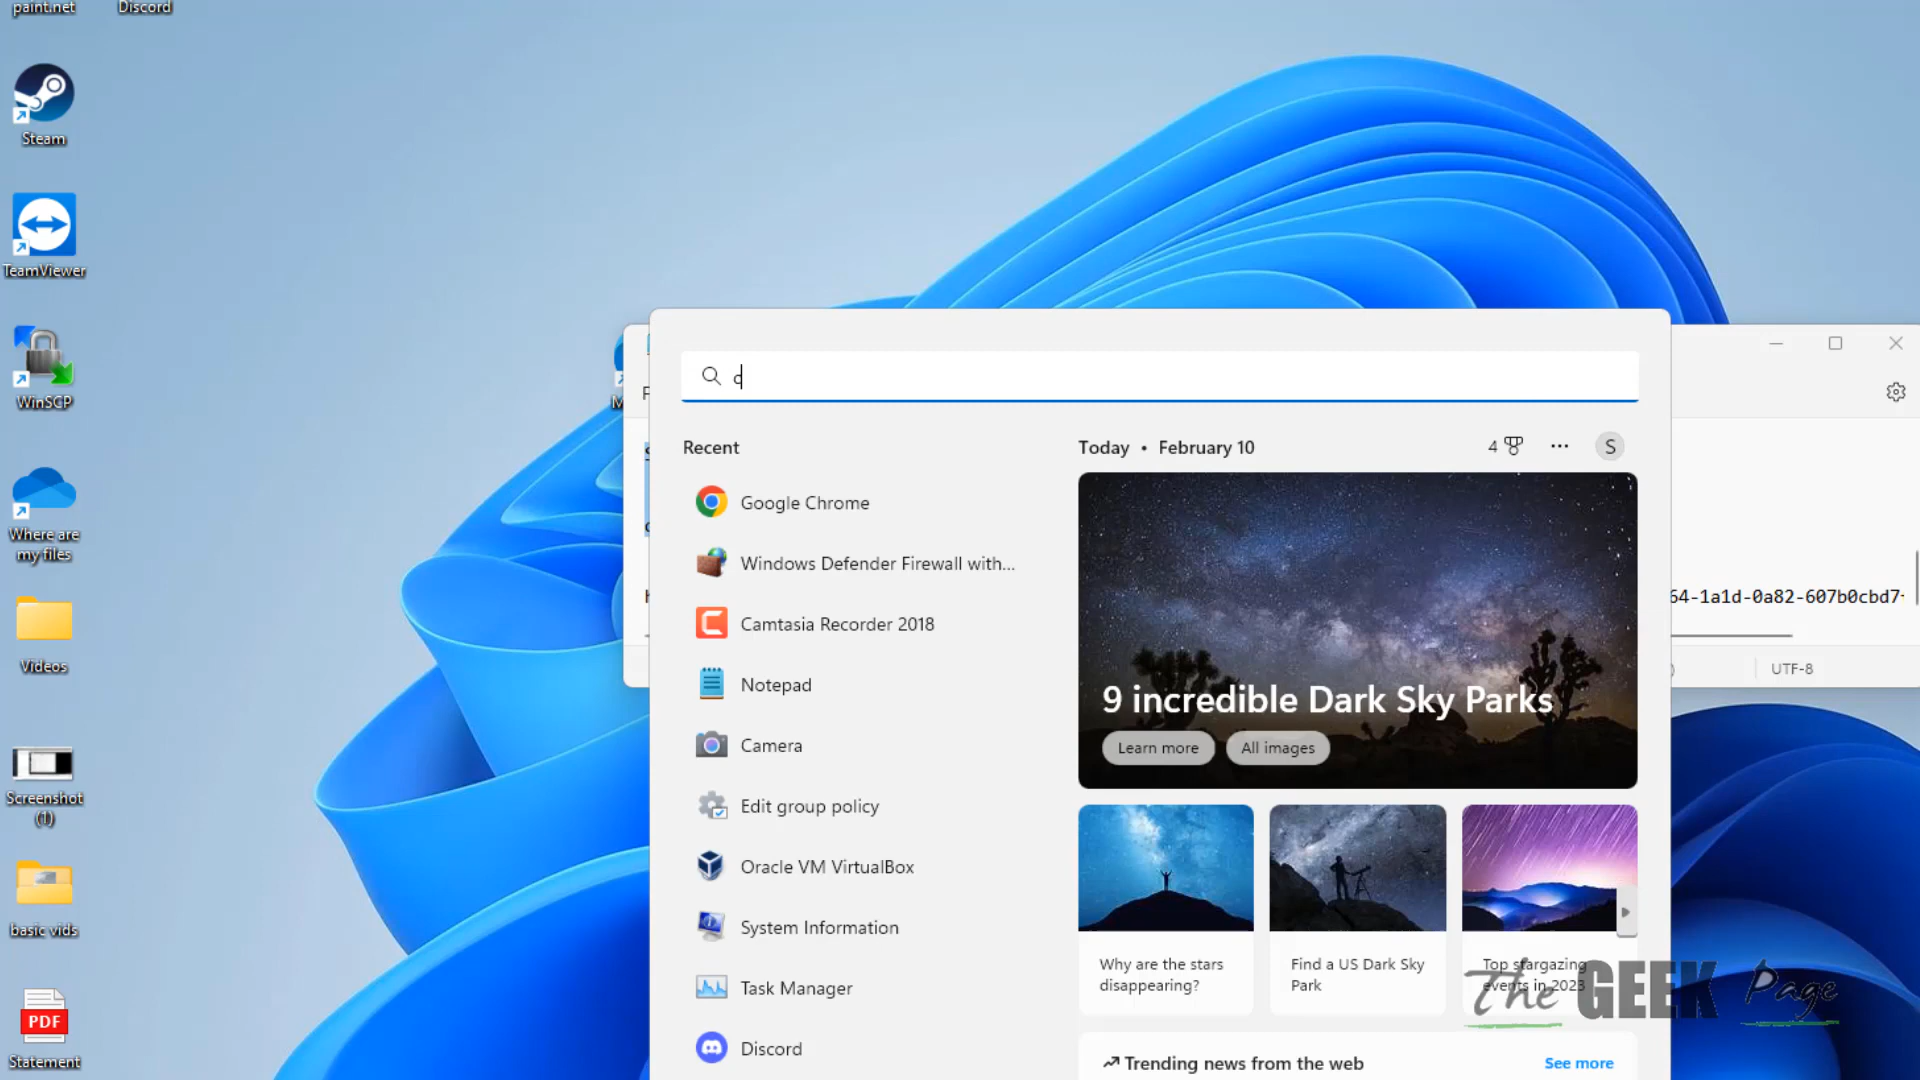 paint.net
Discord
Steam
TeamViewer
WinSCP
Where are
my files
Videos
Screenshot
(1)
basic vids
PDF
Statement
c
Recent
Google Chrome
Windows Defender Firewall with...
Camtasia Recorder 2018
Notepad
Camera
Edit group policy
Oracle VM VirtualBox
System Information
Task Manager
Discord
Today • February 10
4
S
9 incredible Dark Sky Parks
Learn more
All images
Why are the stars
disappearing?
Find a US Dark Sky
Park
Top stargazing
events in 2023
Trending news from the web
See more
64-1a1d-0a82-607b0cbd7
UTF-8
The GEEK Page